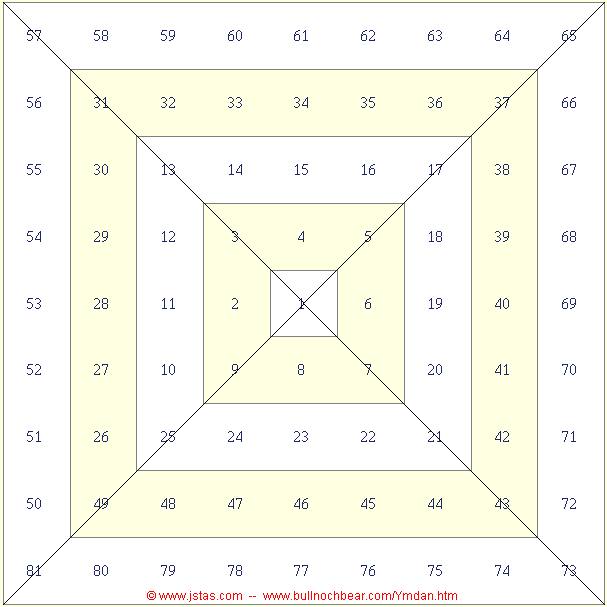 57 58 59 60 61 62 63 64 65
56 31 32 33 34 35 36 37 66
55 30 13 14 15 16 17 38 67
54 29 12 3 4 5 18 39 68
53 28 11 2 1 6 19 40 69
52 27 10 9 8 7 20 41 70
51 26 25 24 23 22 21 42 71
50 49 48 47 46 45 44 43 72
81 80 79 78 77 76 75 74 73
© www.jstas.com -- www.bullnochbear.com/Ymdan.htm